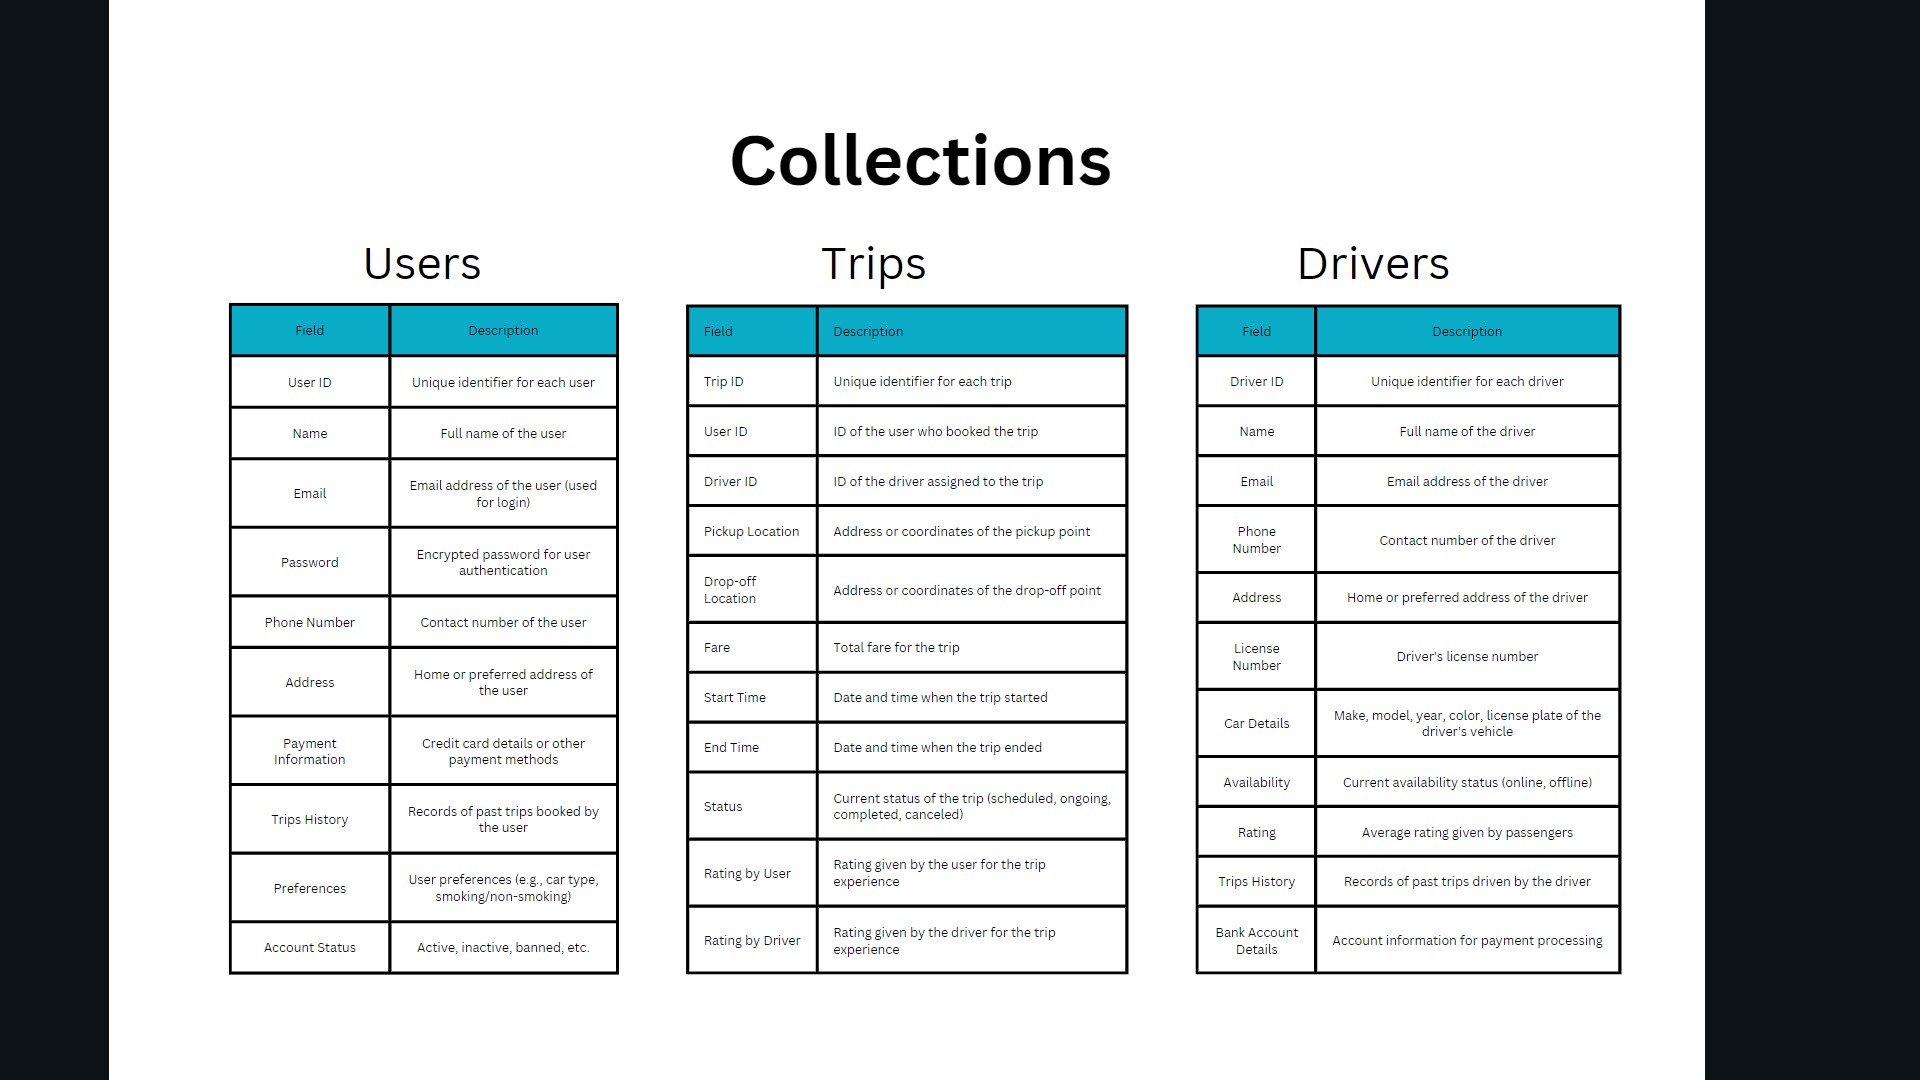 Collections
Users
Field Description
User ID Unique identifier for each user
Name Full name of the user
Email Email address of the user (used
for login)
Password Encrypted password for user
authentication
Phone Number Contact number of the user
Address Home or preferred address of
the user
Payment
Information Credit card details or other
payment methods
Trips History Records of past trips booked by
the user
Preferences User preferences (e.g., car type,
smoking/non-smoking)
Account Status Active, inactive, banned, etc.
Trips
Field Description
Trip ID Unique identifier for each trip
User ID ID of the user who booked the trip
Driver ID ID of the driver assigned to the trip
Pickup Location Address or coordinates of the pickup point
Drop-off
Location Address or coordinates of the drop-off point
Fare Total fare for the trip
Start Time Date and time when the trip started
End Time Date and time when the trip ended
Status Current status of the trip (scheduled, ongoing,
completed, canceled)
Rating by User Rating given by the user for the trip
experience
Rating by Driver Rating given by the driver for the trip
experience
Drivers
Field Description
Driver ID Unique identifier for each driver
Name Full name of the driver
Email Email address of the driver
Phone
Number Contact number of the driver
Address Home or preferred address of the driver
License
Number Driver's license number
Car Details Make, model, year, color, license plate of the
driver's vehicle
Availability Current availability status (online, offline)
Rating Average rating given by passengers
Trips History Records of past trips driven by the driver
Bank Account
Details Account information for payment processing